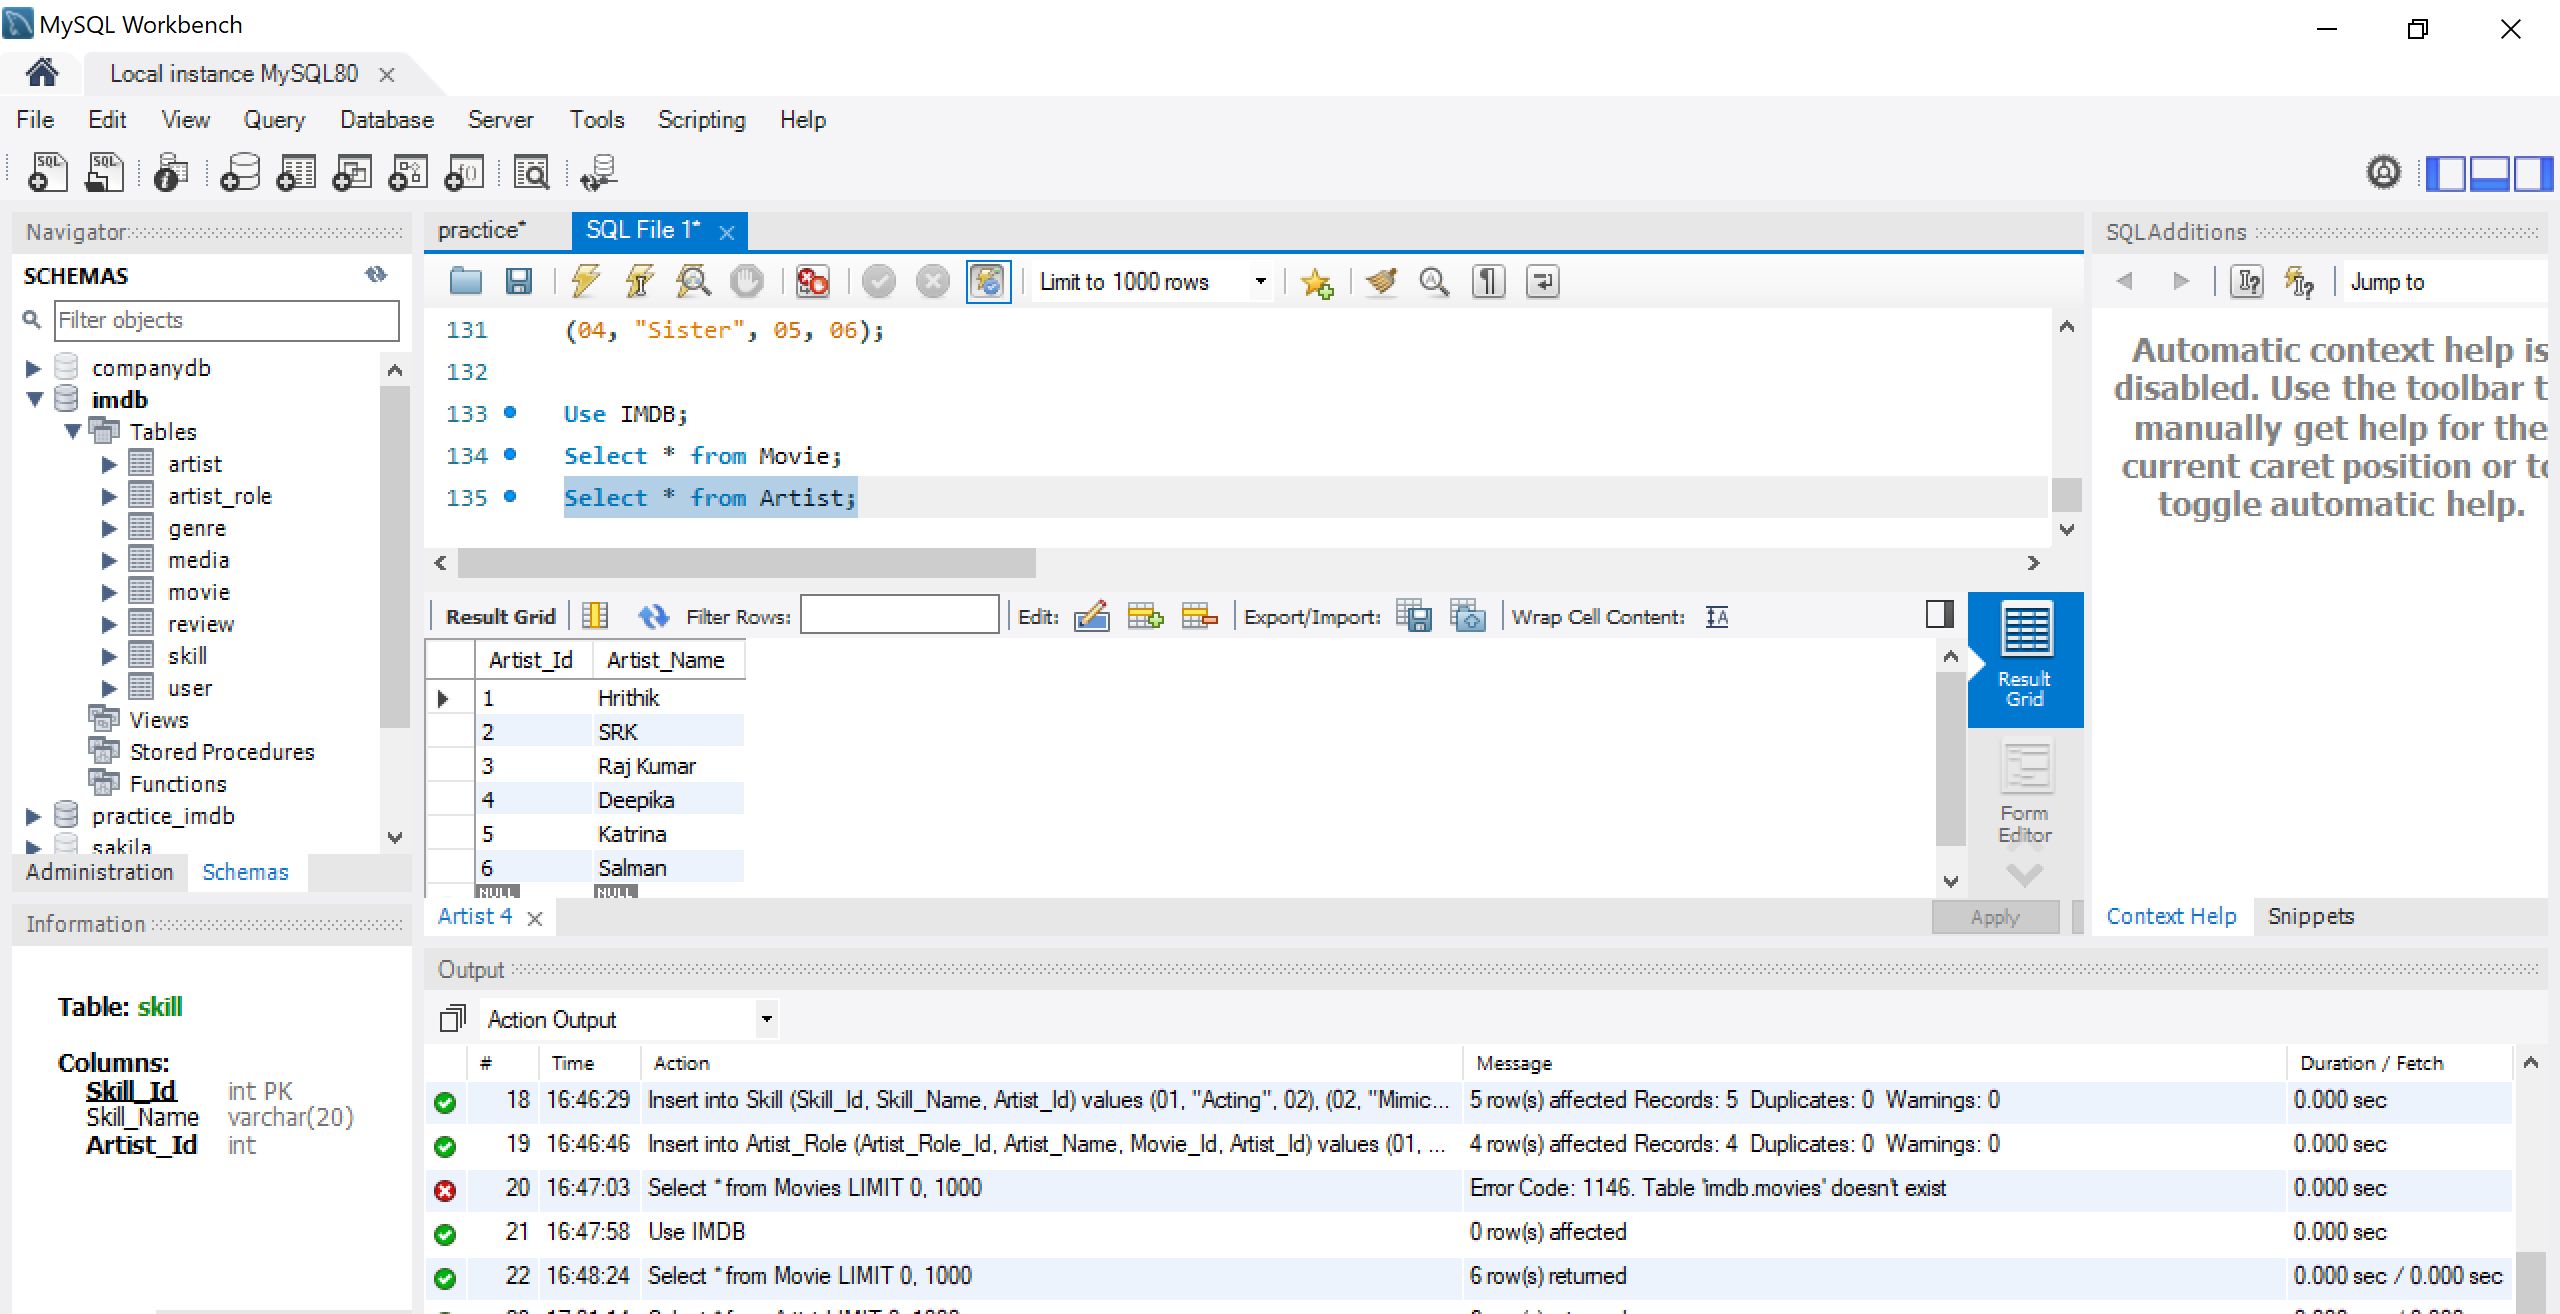 MySQL Workbench
Local instance MySQL80
File Edit View Query Database Server Tools Scripting Help
Navigator
SCHEMAS
Filter objects
companydb
imdb
Tables
artist
artist_role
genre
media
movie
review
skill
user
Views
Stored Procedures
Functions
practice_imdb
sakila
Administration Schemas
Information
Table: skill
Columns:
Skill_Id int PK
Skill_Name varchar(20)
Artist_Id int
practice* SQL File 1*
Limit to 1000 rows
131 (04, "Sister", 05, 06);
132
133 Use IMDB;
134 Select * from Movie;
135 Select * from Artist;
Result Grid Filter Rows: Edit: Export/Import: Wrap Cell Content:
Artist_Id Artist_Name
1 Hrithik
2 SRK
3 Raj Kumar
4 Deepika
5 Katrina
6 Salman
NULL NULL
Result Grid
Form Editor
Artist 4
Apply
SQLAdditions
Jump to
Automatic context help is
disabled. Use the toolbar t
manually get help for the
current caret position or to
toggle automatic help.
Context Help Snippets
Output
Action Output
# Time Action Message Duration / Fetch
18 16:46:29 Insert into Skill (Skill_Id, Skill_Name, Artist_Id) values (01, "Acting", 02), (02, "Mimic... 5 row(s) affected Records: 5 Duplicates: 0 Warnings: 0 0.000 sec
19 16:46:46 Insert into Artist_Role (Artist_Role_Id, Artist_Name, Movie_Id, Artist_Id) values (01, ... 4 row(s) affected Records: 4 Duplicates: 0 Warnings: 0 0.000 sec
20 16:47:03 Select * from Movies LIMIT 0, 1000 Error Code: 1146. Table 'imdb.movies' doesn't exist 0.000 sec
21 16:47:58 Use IMDB 0 row(s) affected 0.000 sec
22 16:48:24 Select * from Movie LIMIT 0, 1000 6 row(s) returned 0.000 sec / 0.000 sec